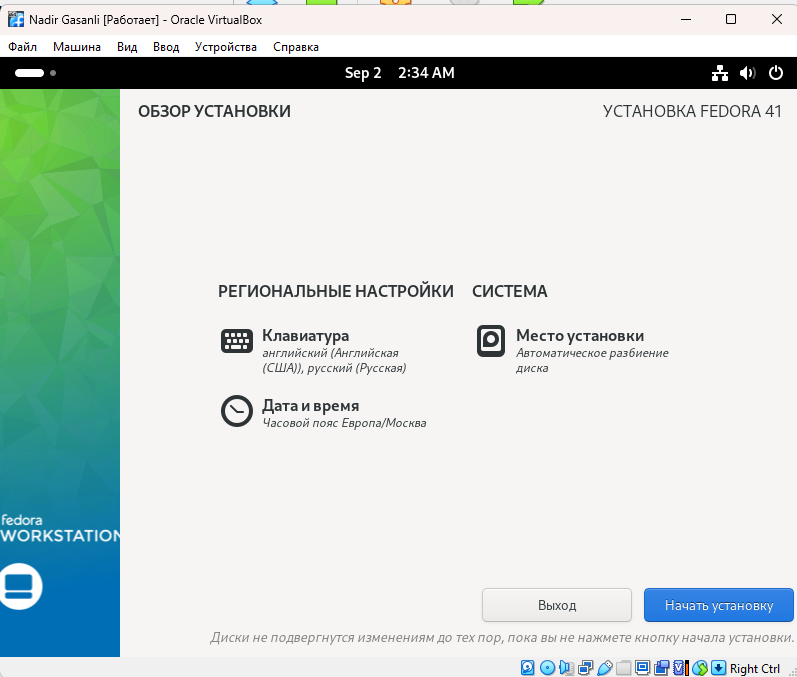 Nadir Gasanli [Работает] - Oracle VirtualBox
Файл Машина Вид Ввод Устройства Справка
Sep 2 2:34 AM
ОБЗОР УСТАНОВКИ
УСТАНОВКА FEDORA 41
РЕГИОНАЛЬНЫЕ НАСТРОЙКИ
Клавиатура
английский (Английская
(США)), русский (Русская)
Дата и время
Часовой пояс Европа/Москва
СИСТЕМА
Место установки
Автоматическое разбиение
диска
fedora
WORKSTATION
Выход
Начать установку
Диски не подвергнутся изменениям до тех пор, пока вы не нажмете кнопку начала установки.
Right Ctrl